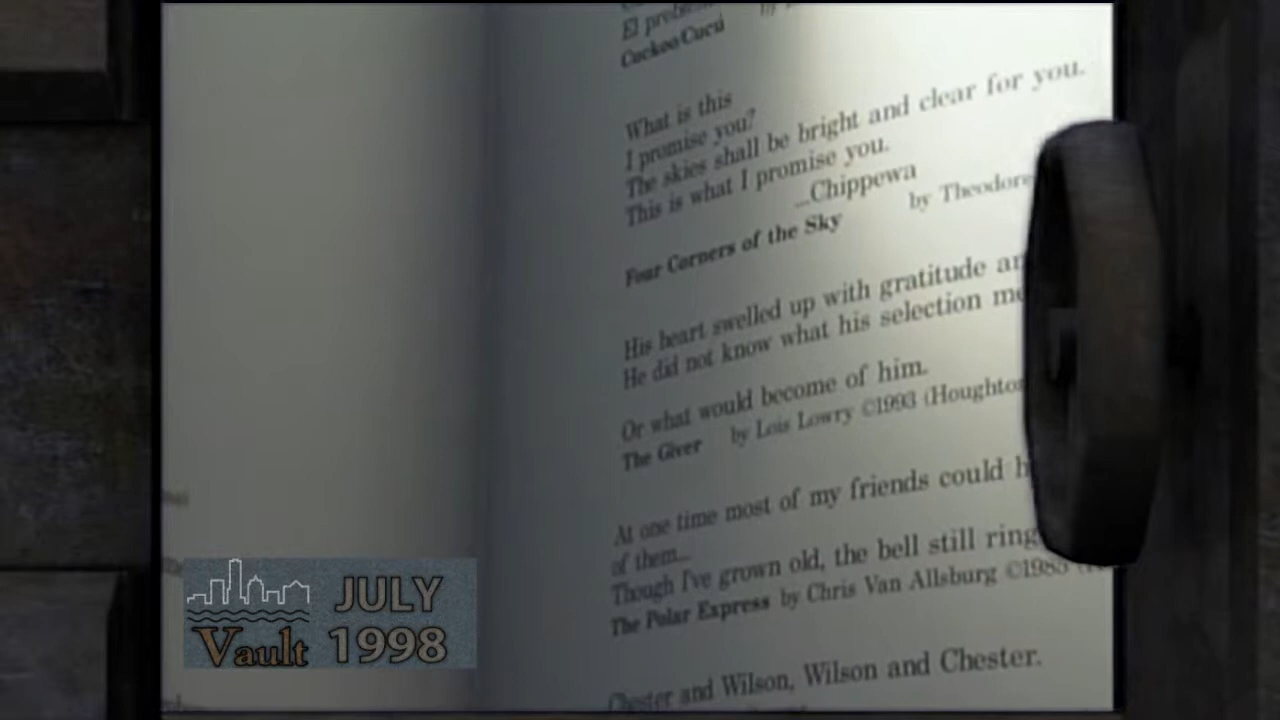 El
Cuckoo/Cucú
What is this
I promise you?
The skies shall be bright and clear for you.
This is what I promise you.
_Chippewa
Four Corners of the Sky by Theodore
His heart swelled up with gratitude
He did not know what his selection
Or what would become of him.
The Giver by Lois Lowry ©1993
At one time most of my friends could
of them...
Though I've grown old, the bell still
The Polar Express by Chris Van Allsburg ©1985
Chester and Wilson, Wilson and Chester.
JULY
Vault 1998